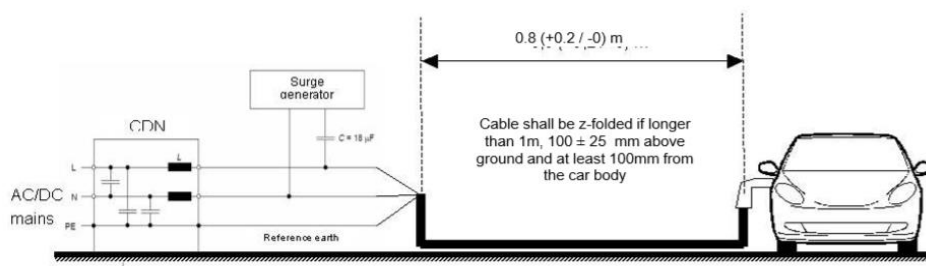 0.8 (+0.2 / -0) m
Surge
generator
CDN
C = 18 µF
Cable shall be z-folded if longer
than 1m, 100 ± 25 mm above
ground and at least 100mm from
the car body
L
L
AC/DC
mains
N
PE
Reference earth